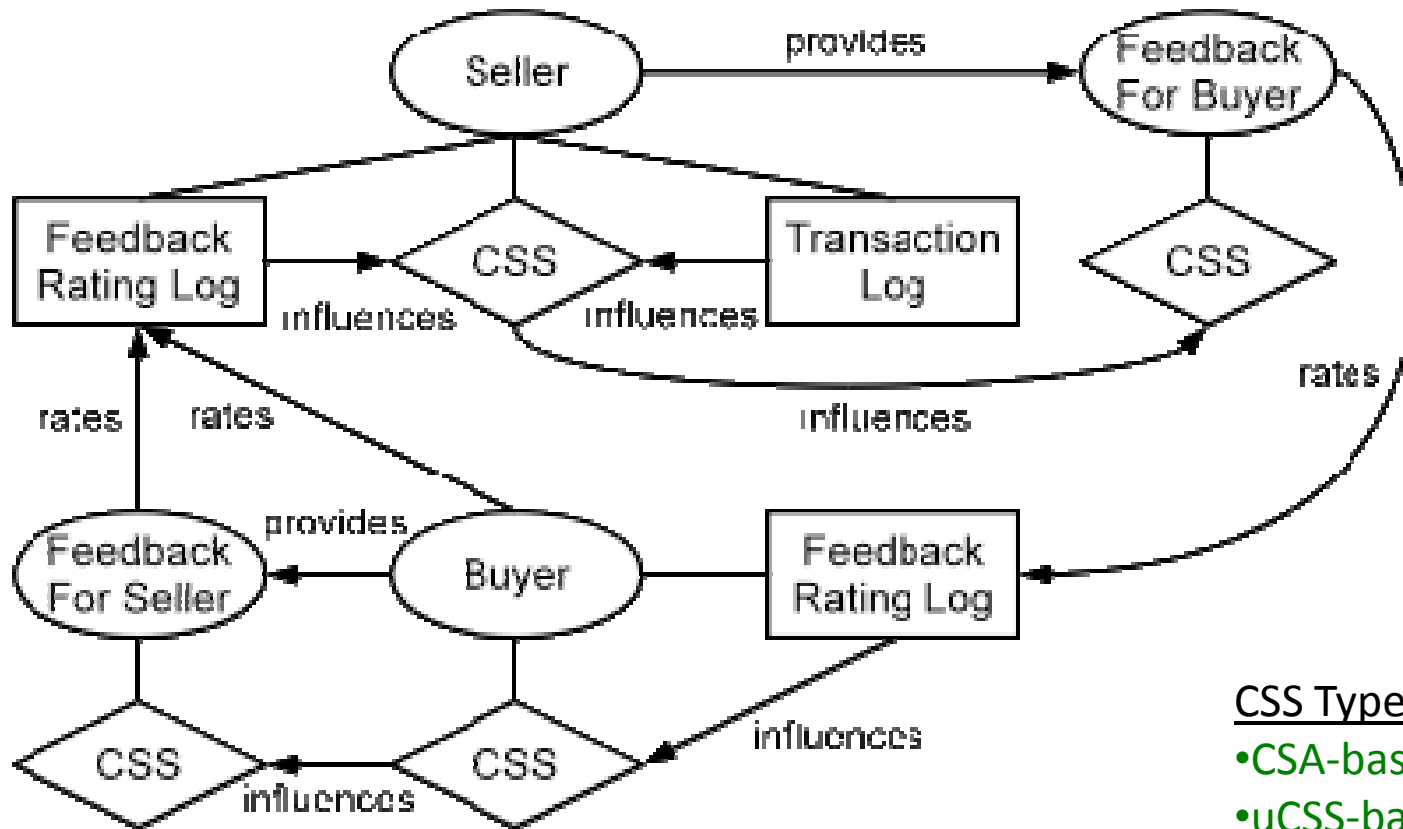 provides
Seller
Feedback
For Buyer
Feedback
Rating Log
CSS
Transaction
Log
CSS
influences
influences
rates
rates
rates
influences
provides
Feedback
For Seller
Buyer
Feedback
Rating Log
influences
CSS
CSS
influences
CSS Type
•CSA-bas
•uCSS-ba